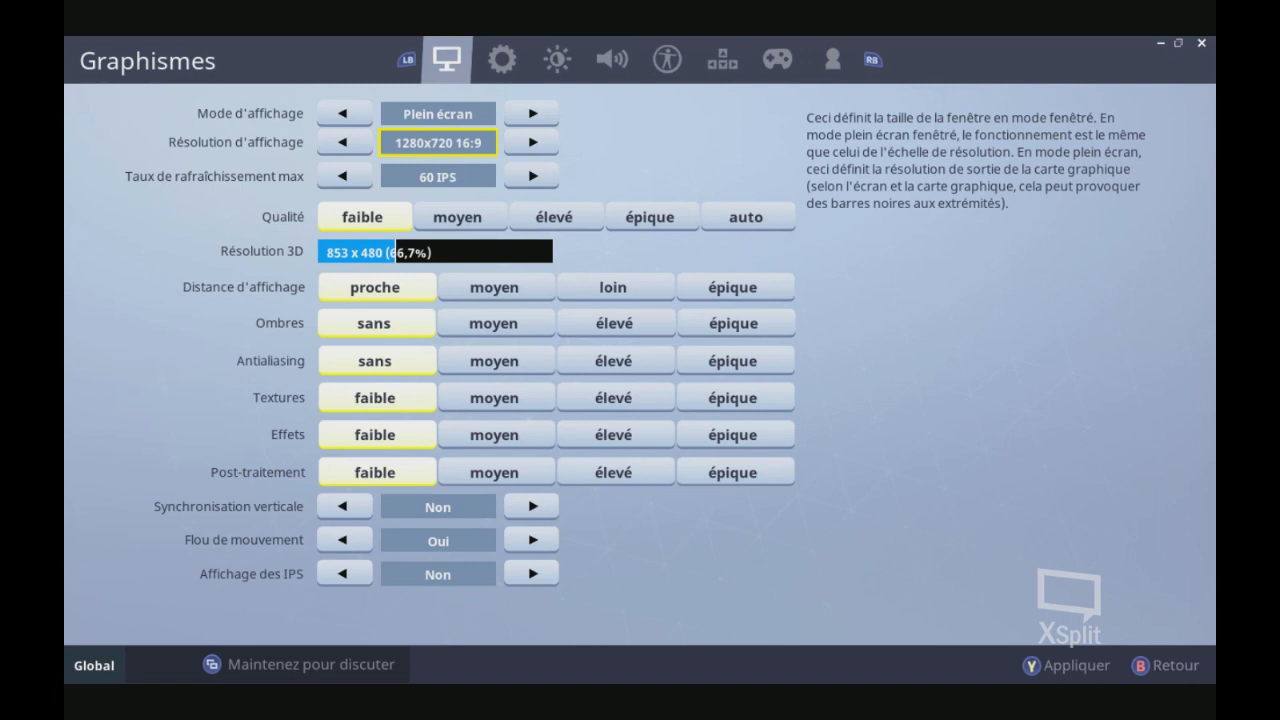 Graphismes
LB
RB
Mode d'affichage Plein écran
Résolution d'affichage 1280x720 16:9
Taux de rafraîchissement max 60 IPS
Qualité faible moyen élevé épique auto
Résolution 3D 853 x 480 (66,7%)
Distance d'affichage proche moyen loin épique
Ombres sans moyen élevé épique
Antialiasing sans moyen élevé épique
Textures faible moyen élevé épique
Effets faible moyen élevé épique
Post-traitement faible moyen élevé épique
Synchronisation verticale Non
Flou de mouvement Oui
Affichage des IPS Non
Ceci définit la taille de la fenêtre en mode fenêtré. En
mode plein écran fenêtré, le fonctionnement est le même
que celui de l'échelle de résolution. En mode plein écran,
ceci définit la résolution de sortie de la carte graphique
(selon l'écran et la carte graphique, cela peut provoquer
des barres noires aux extrémités).
XSplit
Global Maintenez pour discuter
Y Appliquer B Retour